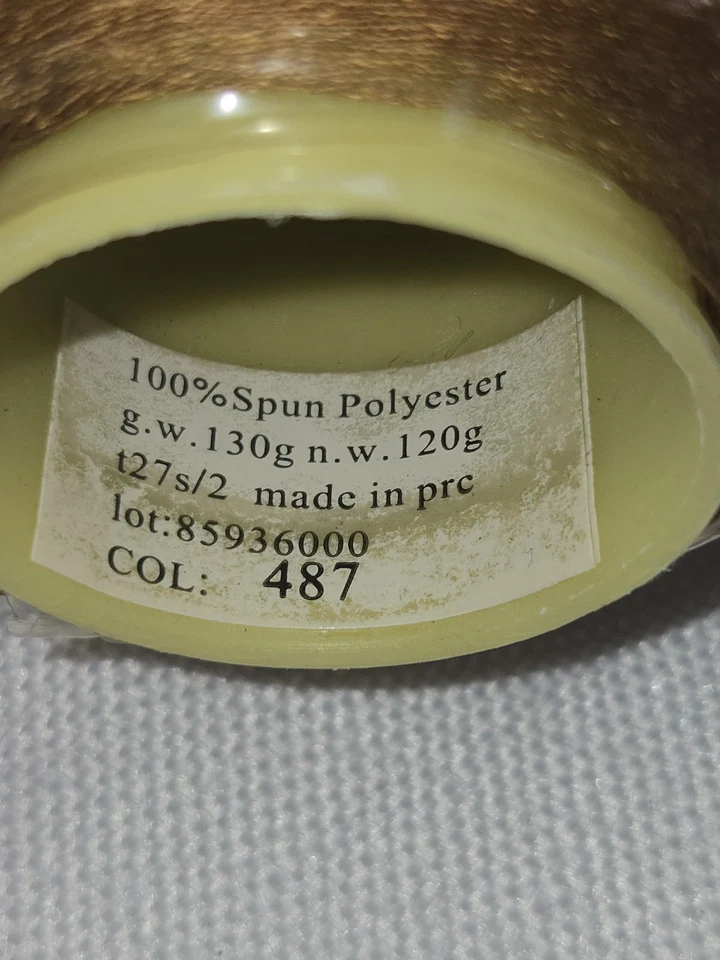 100%Spun Polyester
g.w.130g n.w.120g
t27s/2 made in prc
lot:85936000
COL: 487